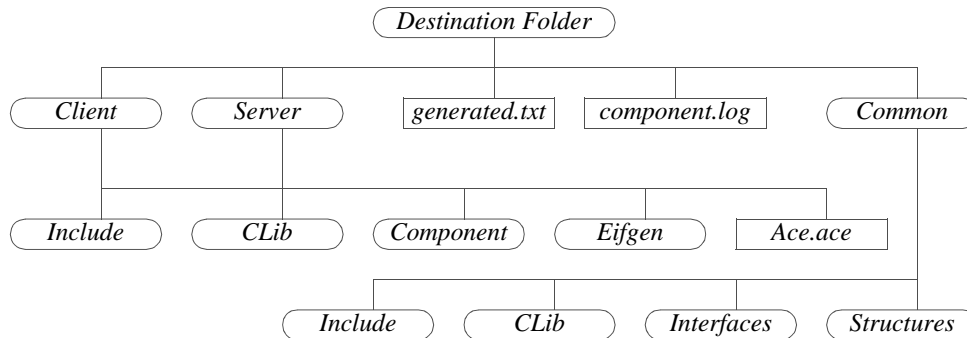 Destination Folder
Client Server generated.txt component.log Common
Include CLib Component Eifgen Ace.ace
Include CLib Interfaces Structures